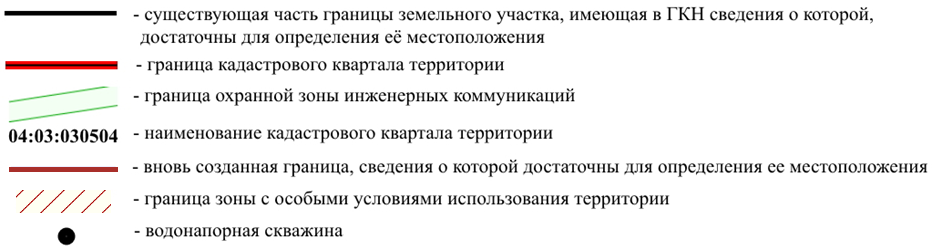 - существующая часть границы земельного участка, имеющая в ГКН сведения о которой,
достаточны для определения её местоположения
- граница кадастрового квартала территории
- граница охранной зоны инженерных коммуникаций
04:03:030504 - наименование кадастрового квартала территории
- вновь созданная граница, сведения о которой достаточны для определения ее местоположения
- граница зоны с особыми условиями использования территории
- водонапорная скважина